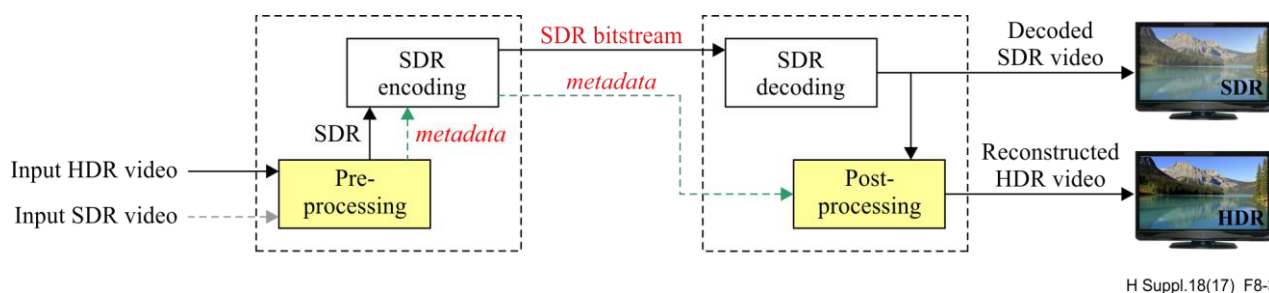 SDR bitstream
Decoded
SDR video
SDR
encoding
SDR
decoding
metadata
SDR
SDR
metadata
Input HDR video
Pre-
processing
Post-
processing
Reconstructed
HDR video
Input SDR video
HDR
H Suppl.18(17)_F8-